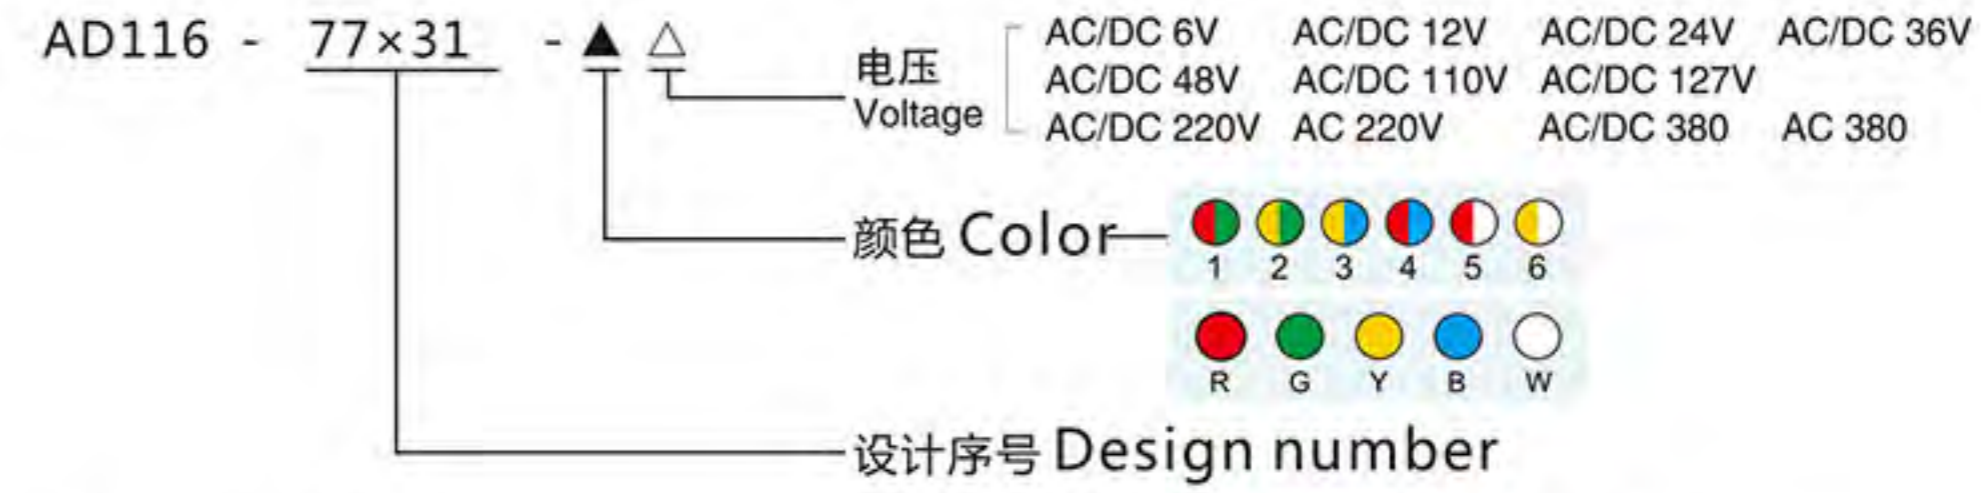 AD116 - 77×31 - ▲ △
电压
Voltage
AC/DC 6V AC/DC 12V AC/DC 24V AC/DC 36V
AC/DC 48V AC/DC 110V AC/DC 127V
AC/DC 220V AC 220V AC/DC 380 AC 380
颜色 Color
1 2 3 4 5 6
R G Y B W
设计序号 Design number